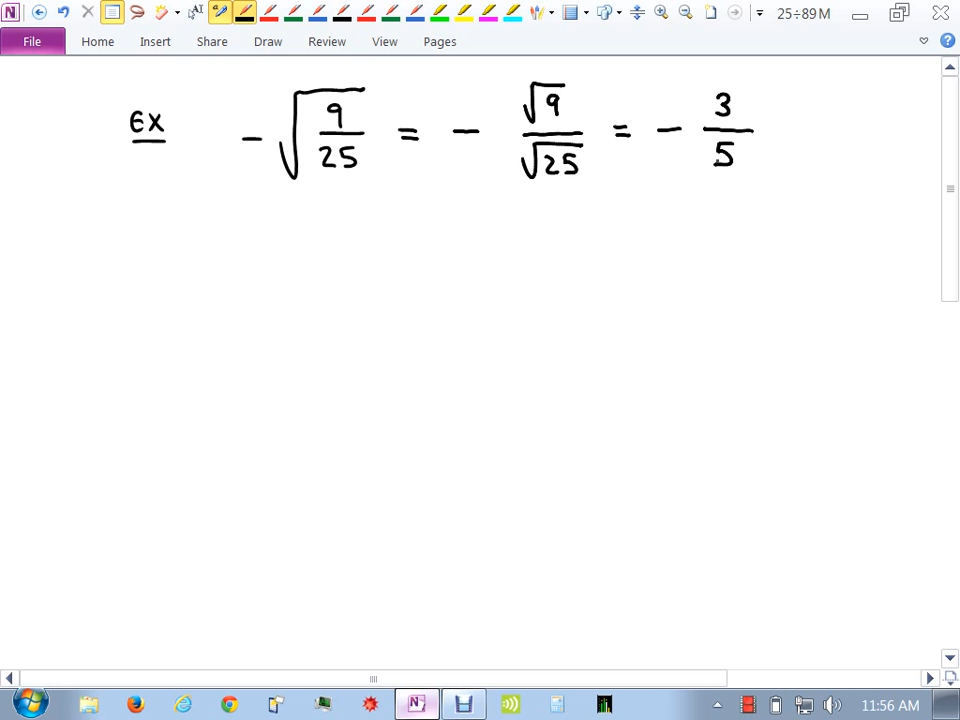 25÷89 M
File Home Insert Share Draw Review View Pages
EX - √(9/25) = - √9/√25 = - 3/5
11:56 AM